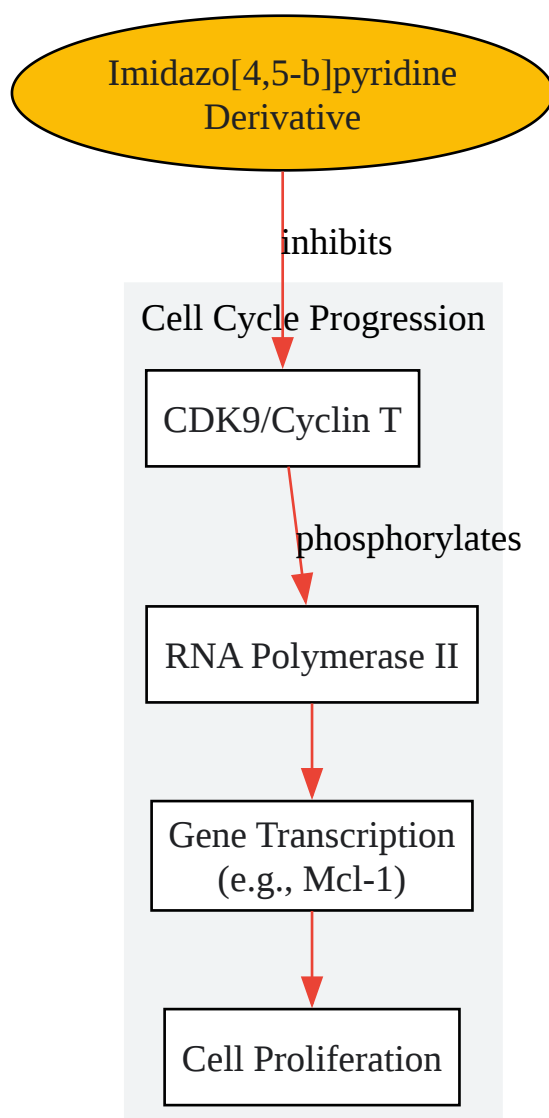 Imidazo[4,5-b]pyridine
Derivative
inhibits
Cell Cycle Progression
CDK9/Cyclin T
phosphorylates
RNA Polymerase II
Gene Transcription
(e.g., Mcl-1)
Cell Proliferation